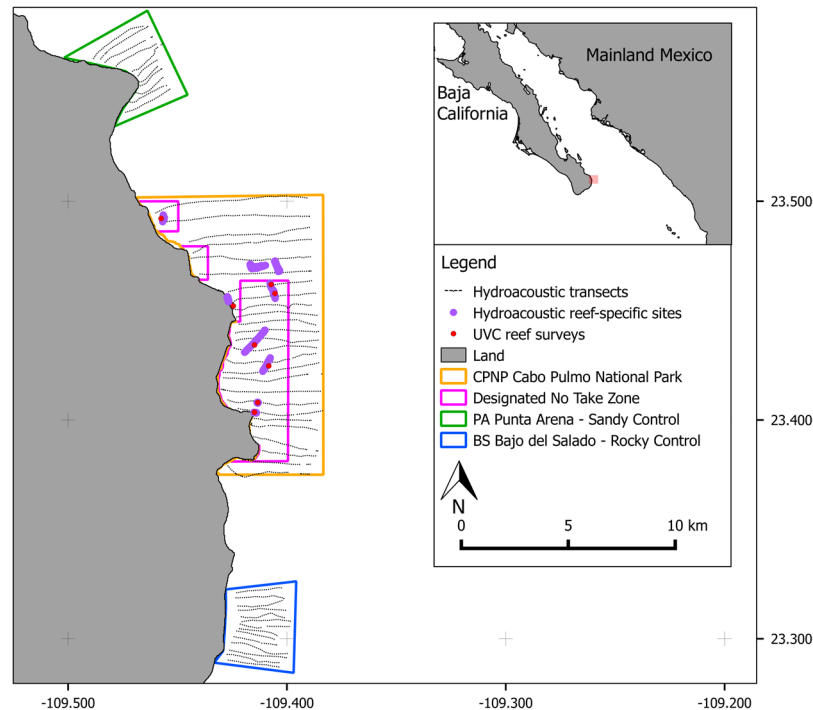 Mainland Mexico
Baja
California
23.500
Legend
Hydroacoustic transects
Hydroacoustic reef-specific sites
UVC reef surveys
Land
CPNP Cabo Pulmo National Park
Designated No Take Zone
23.400
PA Punta Arena - Sandy Control
BS Bajo del Salado - Rocky Control
N
0 5 10 km
23.300
-109.500 -109.400 -109.300 -109.200